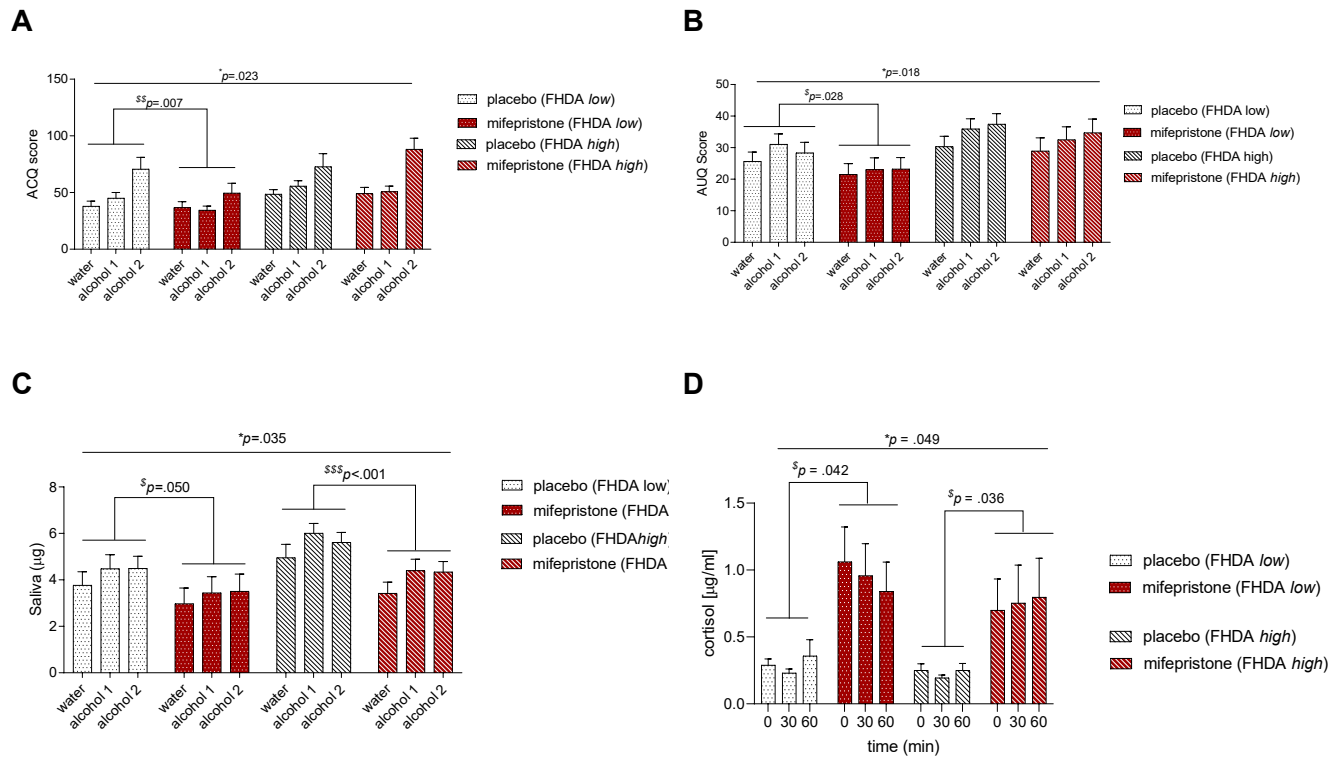 A
*p=.023
$$p=.007
ACQ score
150
100
50
0
water
alcohol 1
alcohol 2
water
alcohol 1
alcohol 2
water
alcohol 1
alcohol 2
water
alcohol 1
alcohol 2
placebo (FHDA low)
mifepristone (FHDA low)
placebo (FHDA high)
mifepristone (FHDA high)
B
*p=.018
$p=.028
AUQ Score
50
40
30
20
10
0
water
alcohol 1
alcohol 2
water
alcohol 1
alcohol 2
water
alcohol 1
alcohol 2
water
alcohol 1
alcohol 2
placebo (FHDA low)
mifepristone (FHDA low)
placebo (FHDA high)
mifepristone (FHDA high)
C
*p=.035
$p=.050
$$$p<.001
Saliva (µg)
8
6
4
2
0
water
alcohol 1
alcohol 2
water
alcohol 1
alcohol 2
water
alcohol 1
alcohol 2
water
alcohol 1
alcohol 2
placebo (FHDA low)
mifepristone (FHDA
placebo (FHDAhigh)
mifepristone (FHDA
D
*p = .049
$p = .042
$p = .036
cortisol [µg/ml]
1.5
1.0
0.5
0.0
0 30 60 0 30 60 0 30 60 0 30 60
time (min)
placebo (FHDA low)
mifepristone (FHDA low)
placebo (FHDA high)
mifepristone (FHDA high)